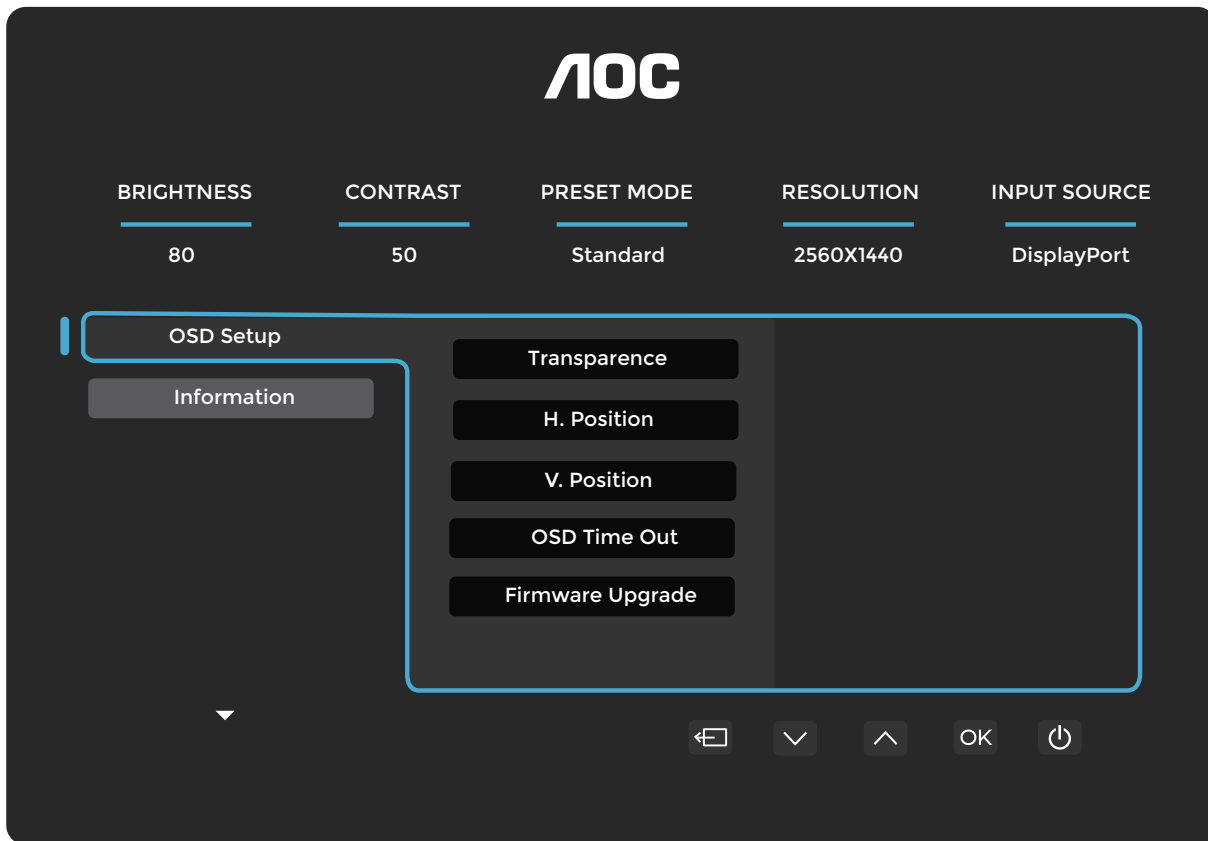 AOC
BRIGHTNESS CONTRAST PRESET MODE RESOLUTION INPUT SOURCE
80 50 Standard 2560X1440 DisplayPort
OSD Setup
Information
Transparence
H. Position
V. Position
OSD Time Out
Firmware Upgrade
OK